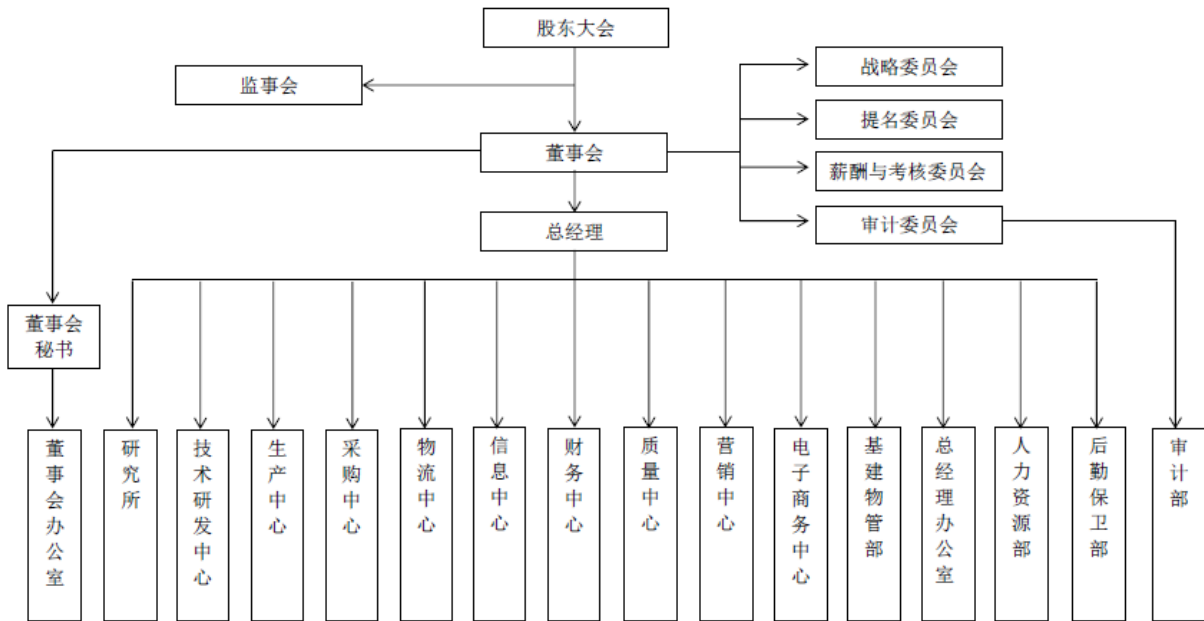 股东大会
监事会
战略委员会
提名委员会
董事会
薪酬与考核委员会
总经理
审计委员会
董事会
秘书
董事会办公室
研究所
技术研发中心
生产中心
采购中心
物流中心
信息中心
财务中心
质量中心
营销中心
电子商务中心
基建物管部
总经理办公室
人力资源部
后勤保卫部
审计部